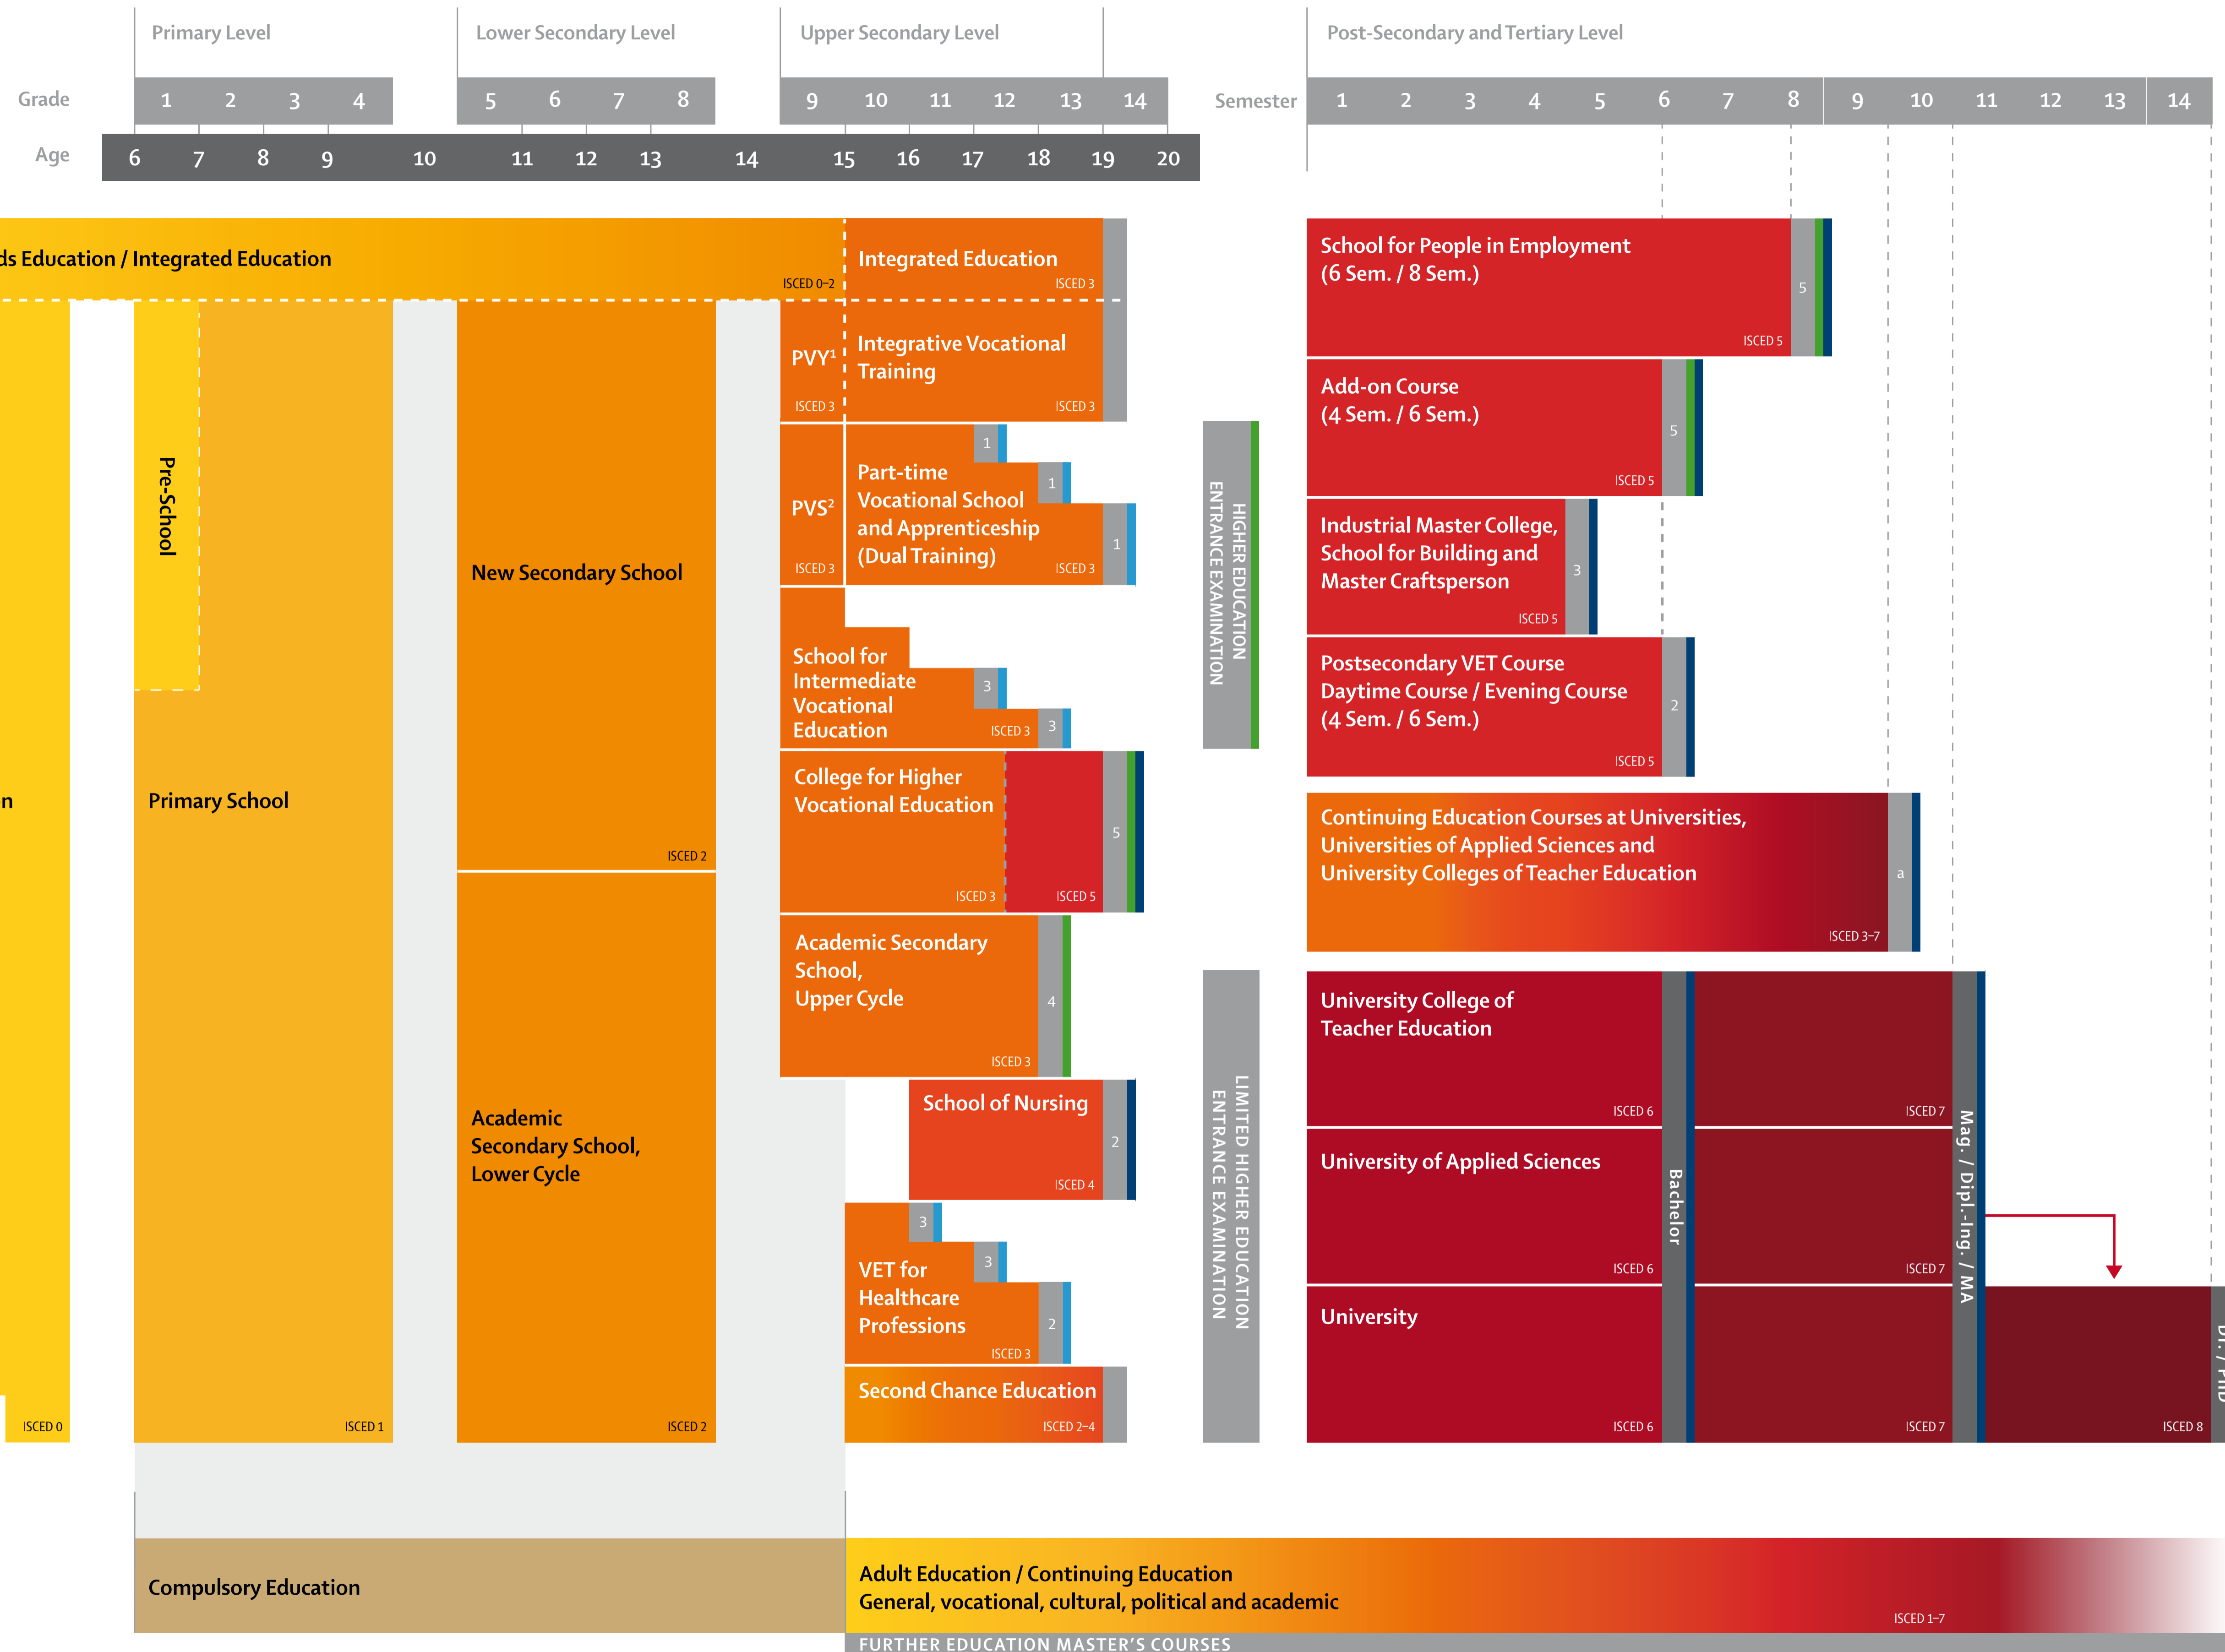 Primary Level
Lower Secondary Level
Upper Secondary Level
Post-Secondary and Tertiary Level
Grade
1 2 3 4 5 6 7 8 9 10 11 12 13 14
Semester
1 2 3 4 5 6 7 8 9 10 11 12 13 14
Age
6 7 8 9 10 11 12 13 14 15 16 17 18 19 20
ds Education / Integrated Education
ISCED 0–2
n
ISCED 0
Pre-School
Primary School
ISCED 1
New Secondary School
ISCED 2
Academic
Secondary School,
Lower Cycle
ISCED 2
Integrated Education
ISCED 3
PVY¹
ISCED 3
Integrative Vocational
Training
ISCED 3
PVS²
ISCED 3
1
Part-time
Vocational School
and Apprenticeship
(Dual Training)
1
1
ISCED 3
School for
Intermediate
Vocational
Education
3
ISCED 3
3
College for Higher
Vocational Education
ISCED 3
ISCED 5
5
Academic Secondary
School,
Upper Cycle
4
ISCED 3
School of Nursing
2
ISCED 4
3
3
VET for
Healthcare
Professions
2
ISCED 3
Second Chance Education
ISCED 2–4
HIGHER EDUCATION
ENTRANCE EXAMINATION
LIMITED HIGHER EDUCATION
ENTRANCE EXAMINATION
School for People in Employment
(6 Sem. / 8 Sem.)
5
ISCED 5
Add-on Course
(4 Sem. / 6 Sem.)
5
ISCED 5
Industrial Master College,
School for Building and
Master Craftsperson
3
ISCED 5
Postsecondary VET Course
Daytime Course / Evening Course
(4 Sem. / 6 Sem.)
2
ISCED 5
Continuing Education Courses at Universities,
Universities of Applied Sciences and
University Colleges of Teacher Education
a
ISCED 3–7
University College of
Teacher Education
ISCED 6
ISCED 7
University of Applied Sciences
ISCED 6
ISCED 7
University
ISCED 6
ISCED 7
ISCED 8
Bachelor
Mag. / Dipl.-Ing. / MA
Dr. / PhD
Compulsory Education
Adult Education / Continuing Education
General, vocational, cultural, political and academic
ISCED 1–7
FURTHER EDUCATION MASTER'S COURSES